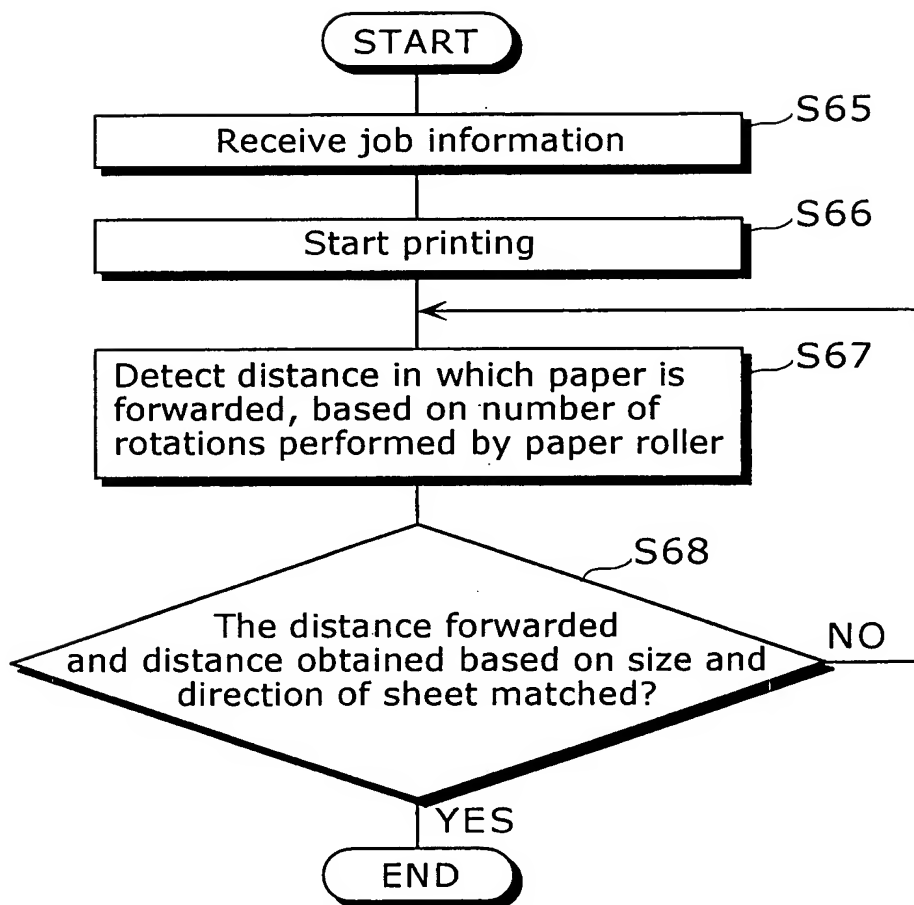 START
S65
Receive job information
S66
Start printing
S67
Detect distance in which paper is
forwarded, based on number of
rotations performed by paper roller
S68
The distance forwarded
and distance obtained based on size and
direction of sheet matched?
NO
YES
END